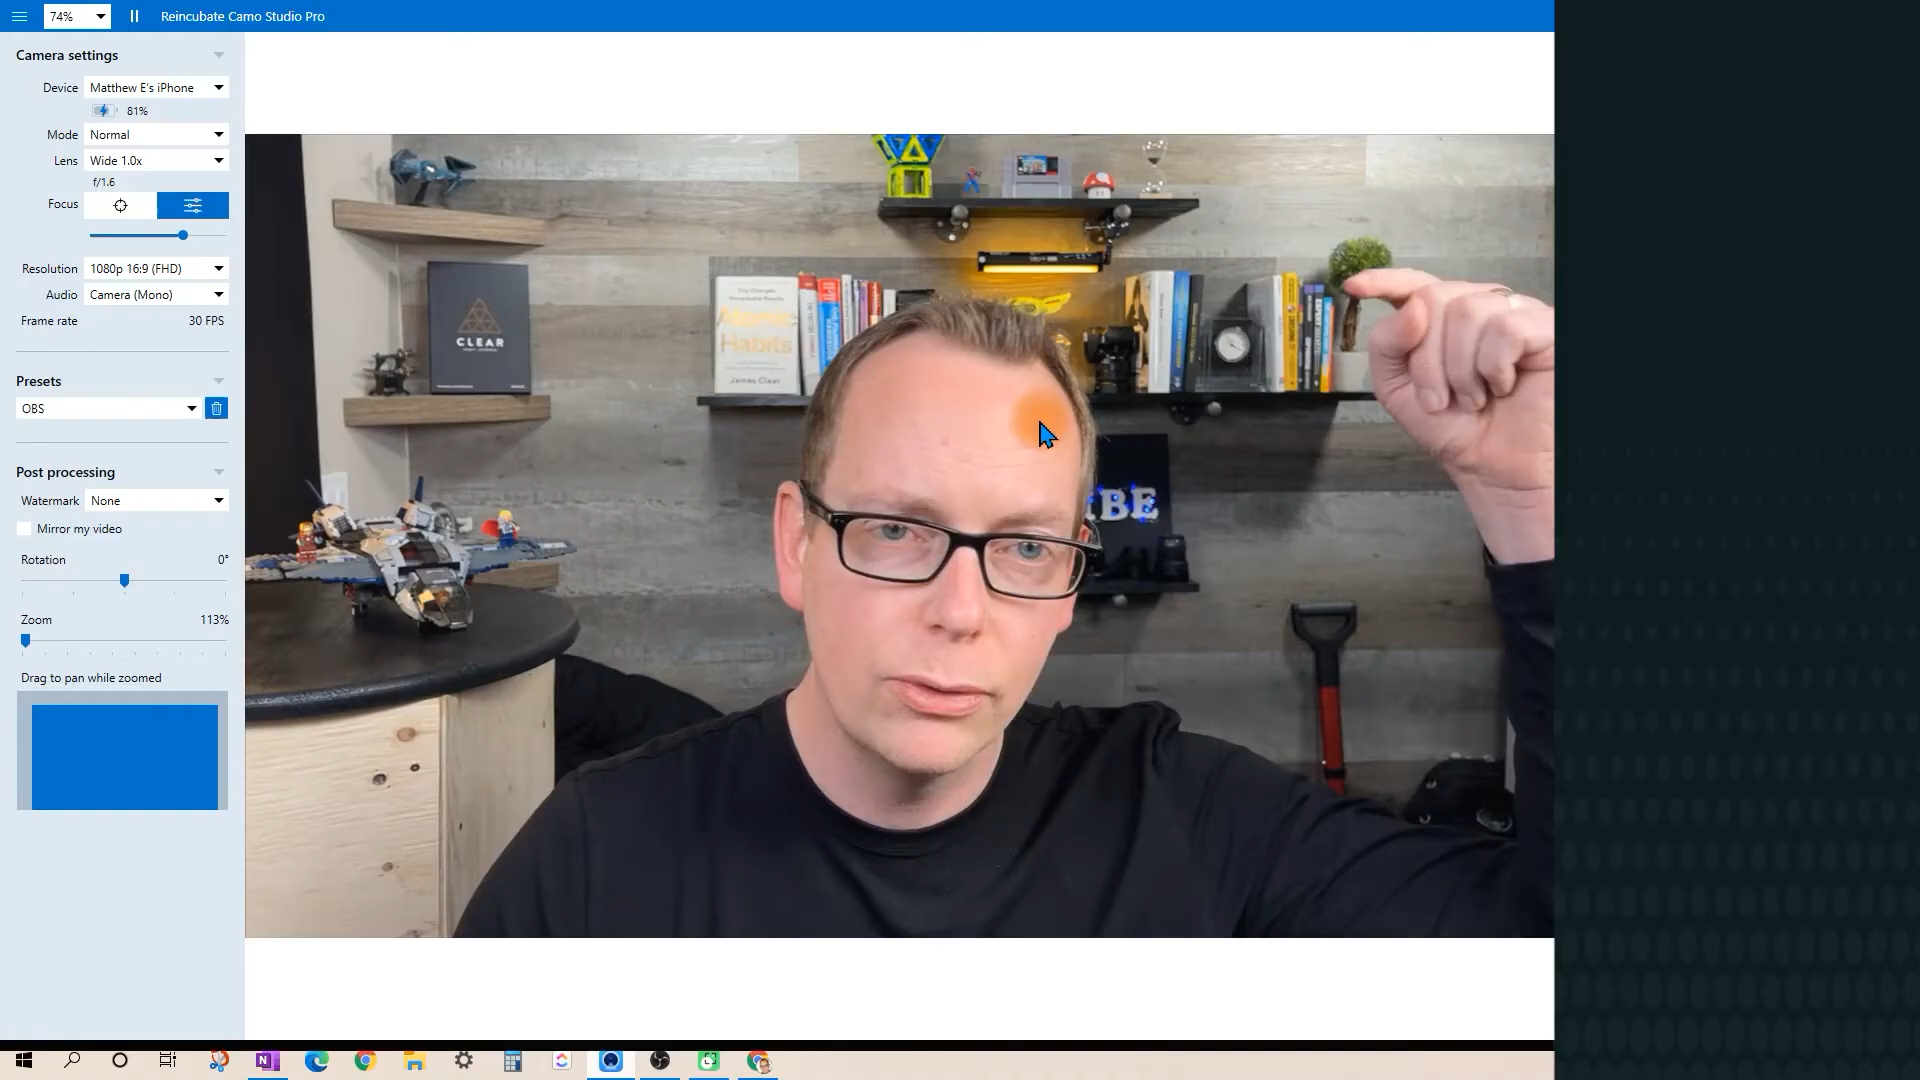 74%
Reincubate Camo Studio Pro
Camera settings
Device
Matthew E's iPhone
81%
Mode
Normal
Lens
Wide 1.0x
f/1.6
Focus
Resolution
1080p 16:9 (FHD)
Audio
Camera (Mono)
Frame rate
30 FPS
Presets
OBS
Post processing
Watermark
None
Mirror my video
Rotation
0°
Zoom
113%
Drag to pan while zoomed
CLEAR
Atomic
Habits
James Clear
IBE
N